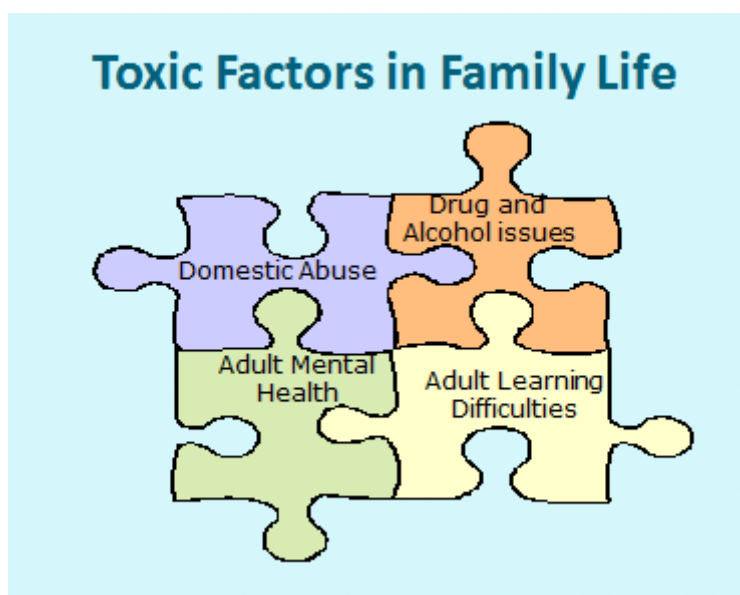 Toxic Factors in Family Life
Drug and
Alcohol issues
Domestic Abuse
Adult Mental
Health
Adult Learning
Difficulties